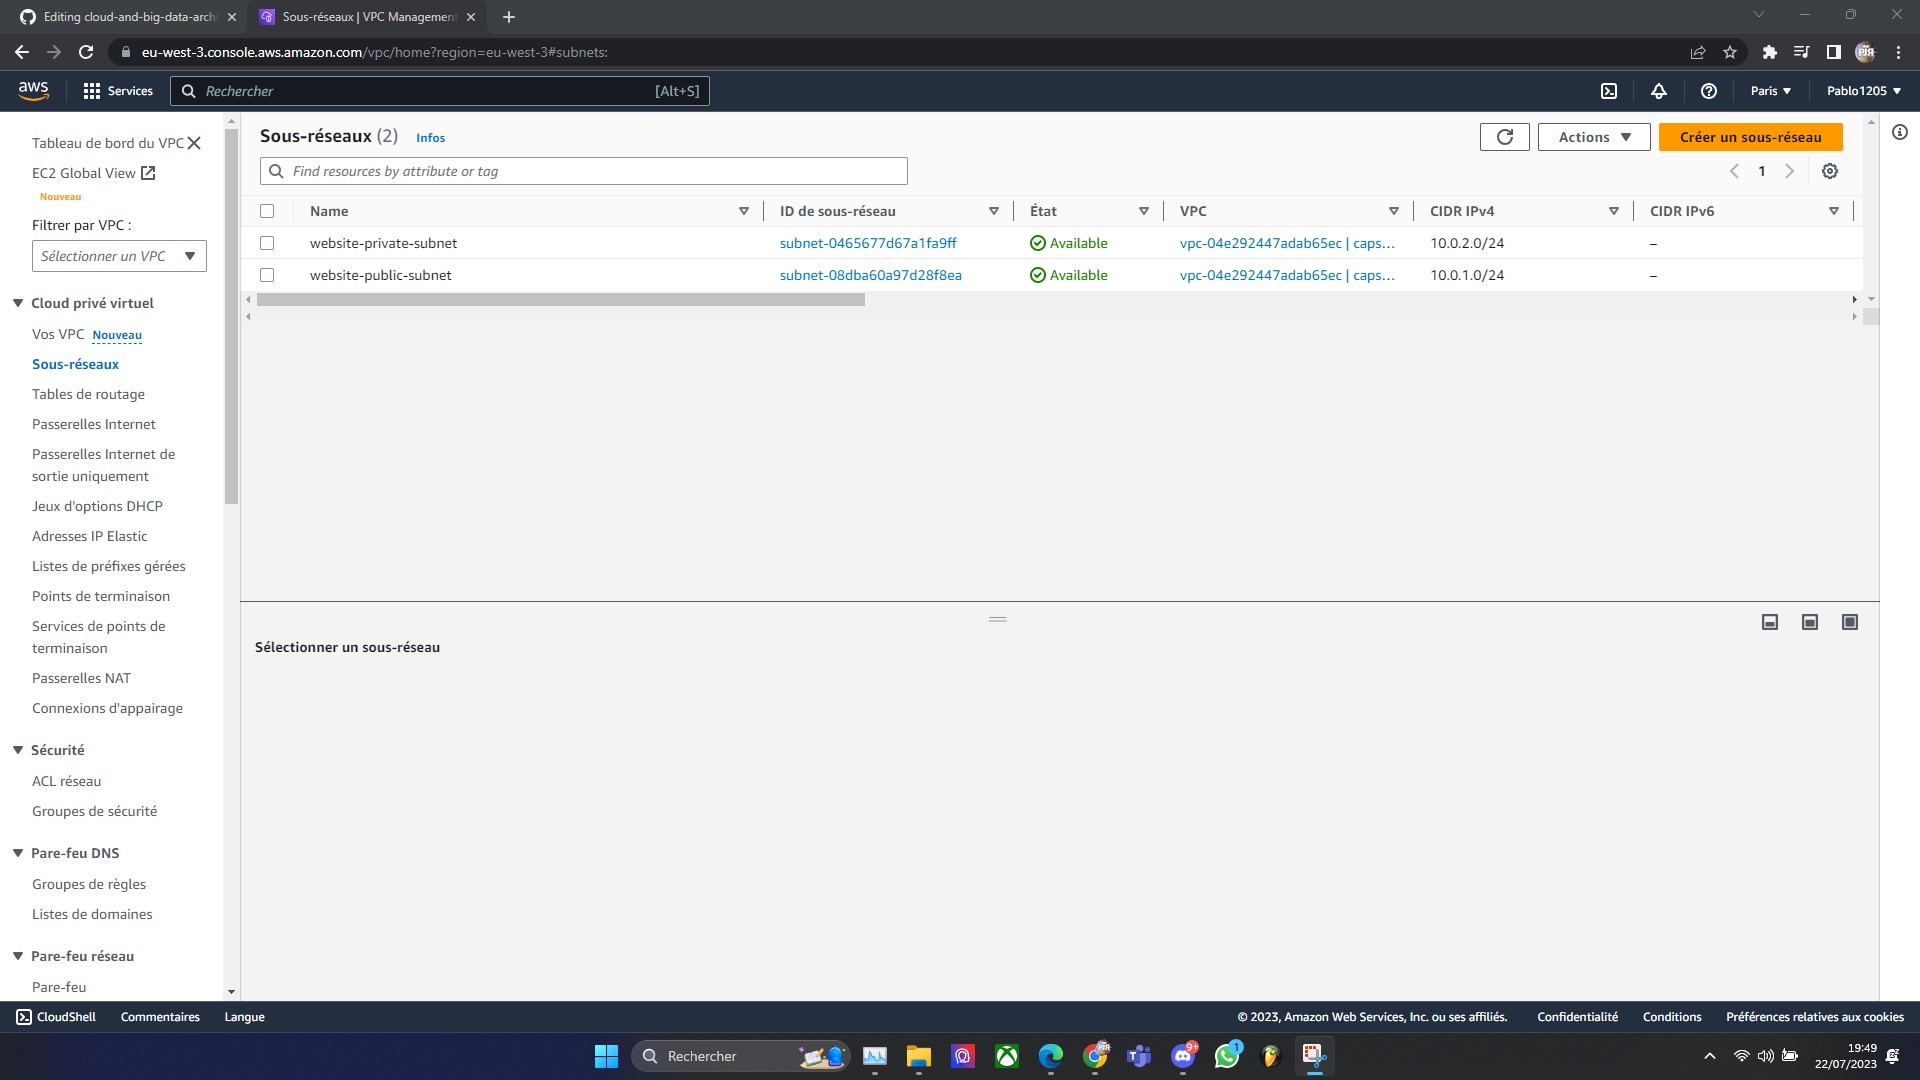 Editing cloud-and-big-data-archi
Sous-réseaux | VPC Management
eu-west-3.console.aws.amazon.com/vpc/home?region=eu-west-3#subnets:
aws
Services
Rechercher
[Alt+S]
Paris
Pablo1205
Tableau de bord du VPC
EC2 Global View
Nouveau
Filtrer par VPC :
Sélectionner un VPC
Cloud privé virtuel
Vos VPC Nouveau
Sous-réseaux
Tables de routage
Passerelles Internet
Passerelles Internet de
sortie uniquement
Jeux d'options DHCP
Adresses IP Elastic
Listes de préfixes gérées
Points de terminaison
Services de points de
terminaison
Passerelles NAT
Connexions d'appairage
Sécurité
ACL réseau
Groupes de sécurité
Pare-feu DNS
Groupes de règles
Listes de domaines
Pare-feu réseau
Pare-feu
Sous-réseaux (2) Infos
Actions
Créer un sous-réseau
Find resources by attribute or tag
1
Name ID de sous-réseau État VPC CIDR IPv4 CIDR IPv6
website-private-subnet subnet-0465677d67a1fa9ff Available vpc-04e292447adab65ec | caps... 10.0.2.0/24 –
website-public-subnet subnet-08dba60a97d28f8ea Available vpc-04e292447adab65ec | caps... 10.0.1.0/24 –
Sélectionner un sous-réseau
CloudShell Commentaires Langue
© 2023, Amazon Web Services, Inc. ou ses affiliés. Confidentialité Conditions Préférences relatives aux cookies
Rechercher
9+
1
19:49
22/07/2023